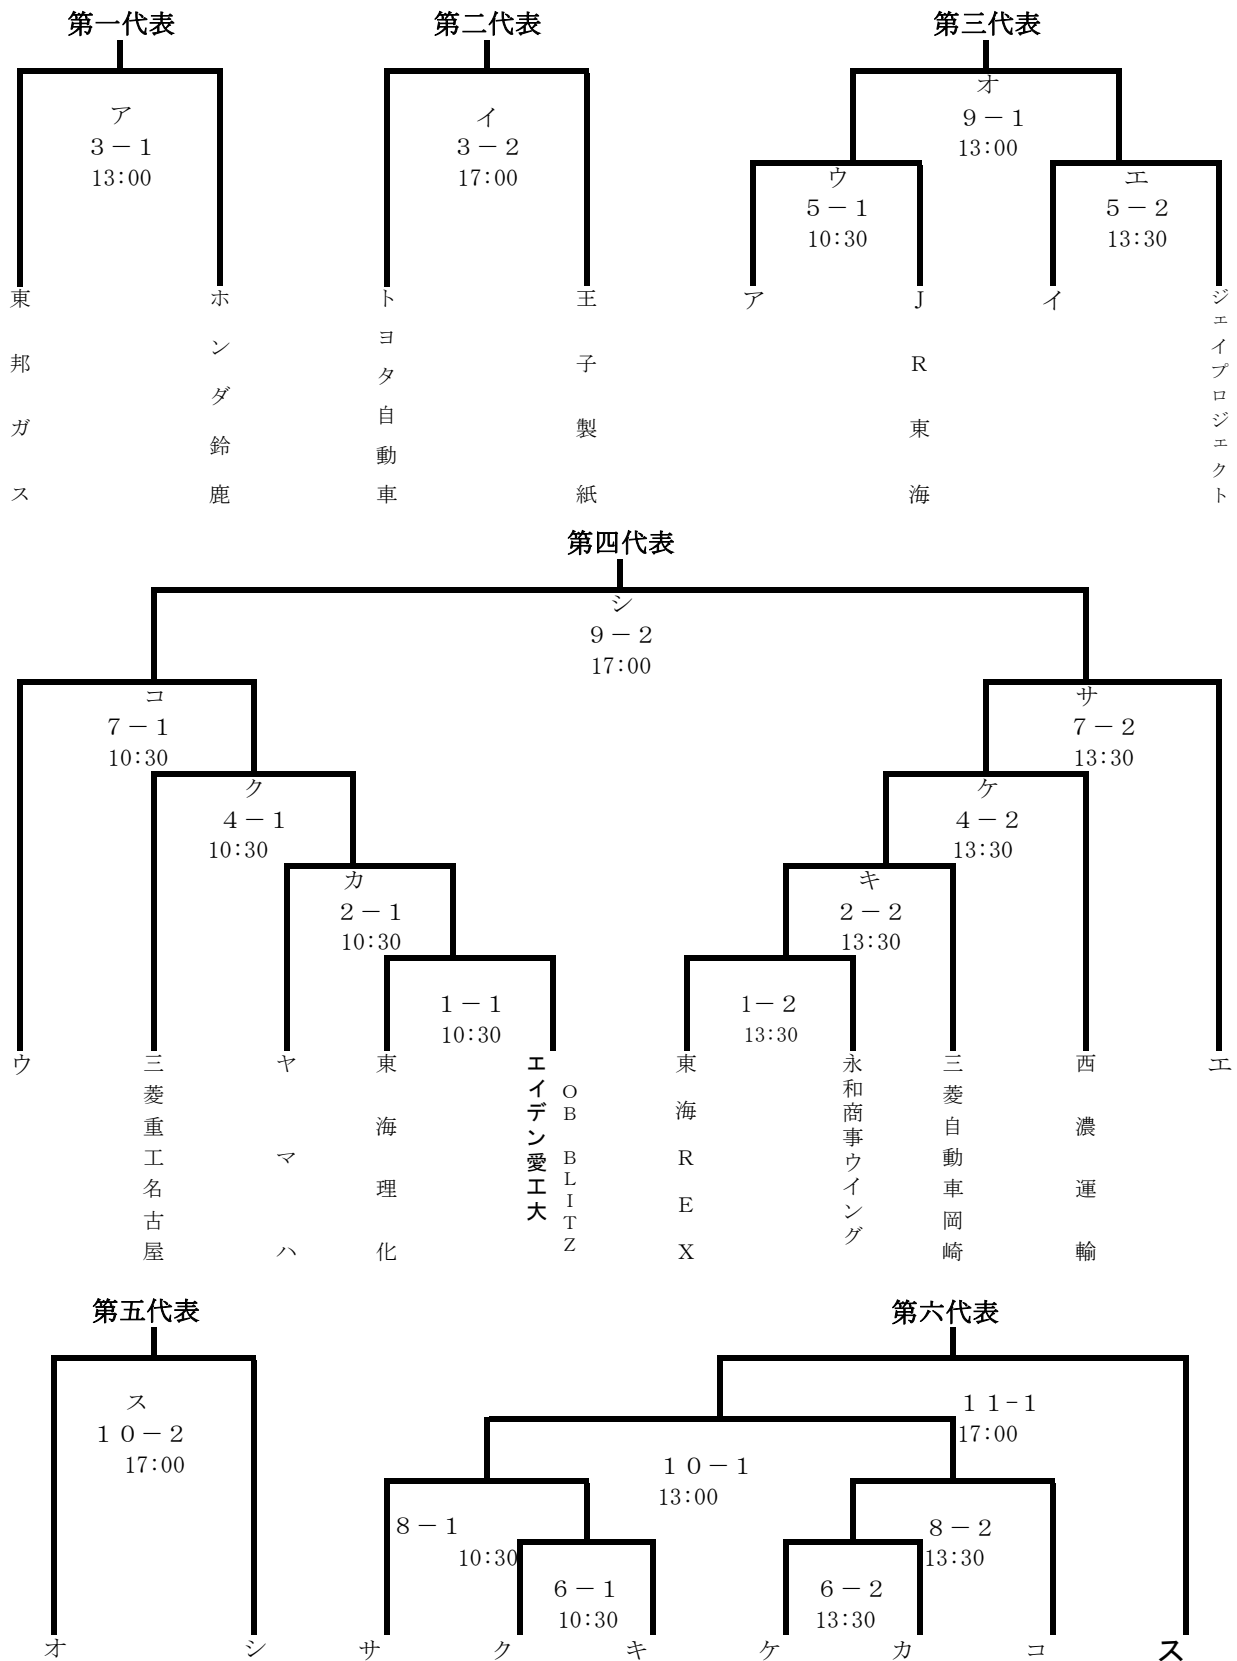 第一代表
第二代表
第三代表
ア
３－１
13:00
イ
３－２
17:00
オ
９－１
13:00
ウ
５－１
10:30
エ
５－２
13:30
東邦ガス
ホンダ鈴鹿
トヨタ自動車
王子製紙
ア
ＪＲ東海
イ
ジェイプロジェクト
第四代表
シ
９－２
17:00
コ
７－１
10:30
サ
７－２
13:30
ク
４－１
10:30
ケ
４－２
13:30
カ
２－１
10:30
キ
２－２
13:30
１－１
10:30
1－２
13:30
ウ
三菱重工名古屋
ヤマハ
東海理化
エイデン愛工大
OB BLITZ
東海ＲＥＸ
永和商事ウイング
三菱自動車岡崎
西濃運輸
エ
第五代表
第六代表
ス
１０－２
17:00
１１-１
17:00
１０－１
13:00
８－１
10:30
８－２
13:30
６－１
10:30
６－２
13:30
オ
シ
サ
ク
キ
ケ
カ
コ
ス